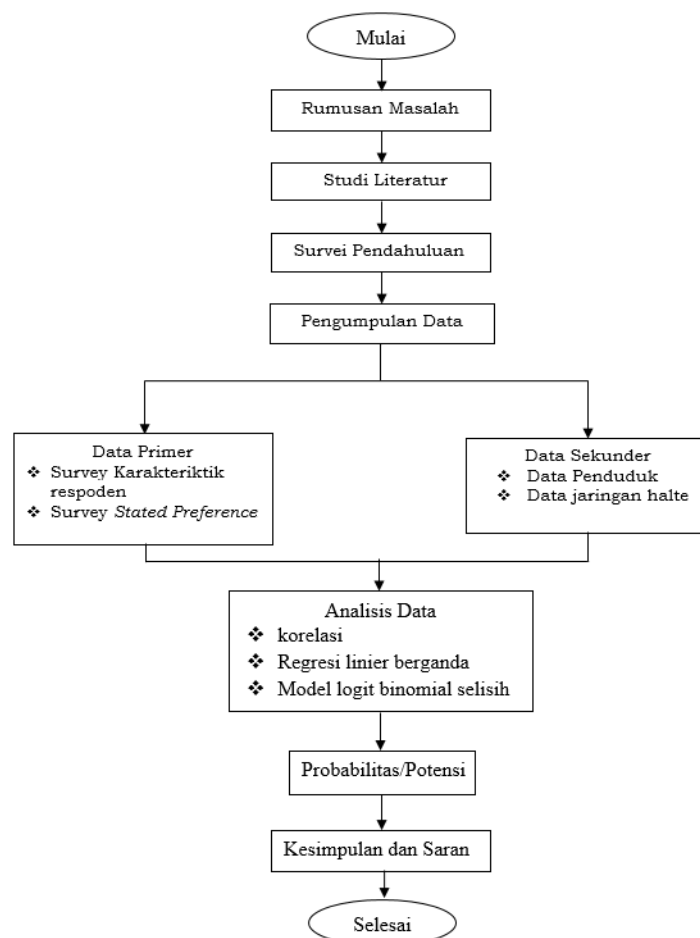 Mulai
Rumusan Masalah
Studi Literatur
Survei Pendahuluan
Pengumpulan Data
Data Primer
❖ Survey Karakteriktik
respoden
❖ Survey Stated Preference
Data Sekunder
❖ Data Penduduk
❖ Data jaringan halte
Analisis Data
❖ korelasi
❖ Regresi linier berganda
❖ Model logit binomial selisih
Probabilitas/Potensi
Kesimpulan dan Saran
Selesai